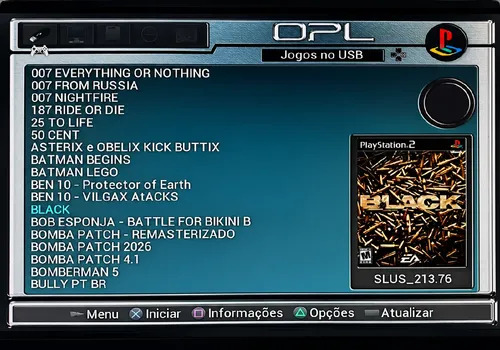 OPL
Jogos no USB
007 EVERYTHING OR NOTHING
007 FROM RUSSIA
007 NIGHTFIRE
187 RIDE OR DIE
25 TO LIFE
50 CENT
ASTERIX e OBELIX KICK BUTTIX
BATMAN BEGINS
BATMAN LEGO
BEN 10 - Protector of Earth
BEN 10 - VILGAX AtACKS
BLACK
BOB ESPONJA - BATTLE FOR BIKINI B
BOMBA PATCH - REMASTERIZADO
BOMBA PATCH 2026
BOMBA PATCH 4.1
BOMBERMAN 5
BULLY PT BR
PlayStation 2
BLACK
EA
SLUS_213.76
Menu
Iniciar
Informações
Opções
Atualizar